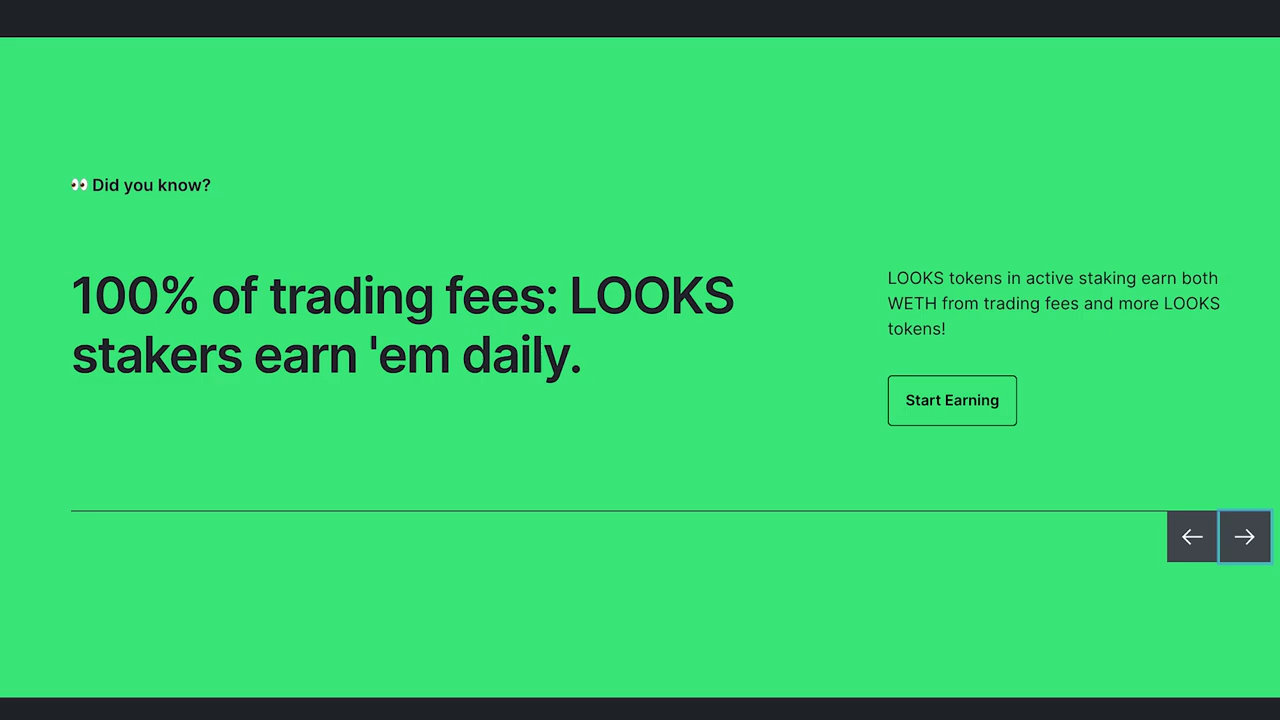 👀 Did you know?
100% of trading fees: LOOKS
stakers earn 'em daily.
LOOKS tokens in active staking earn both
WETH from trading fees and more LOOKS
tokens!
Start Earning